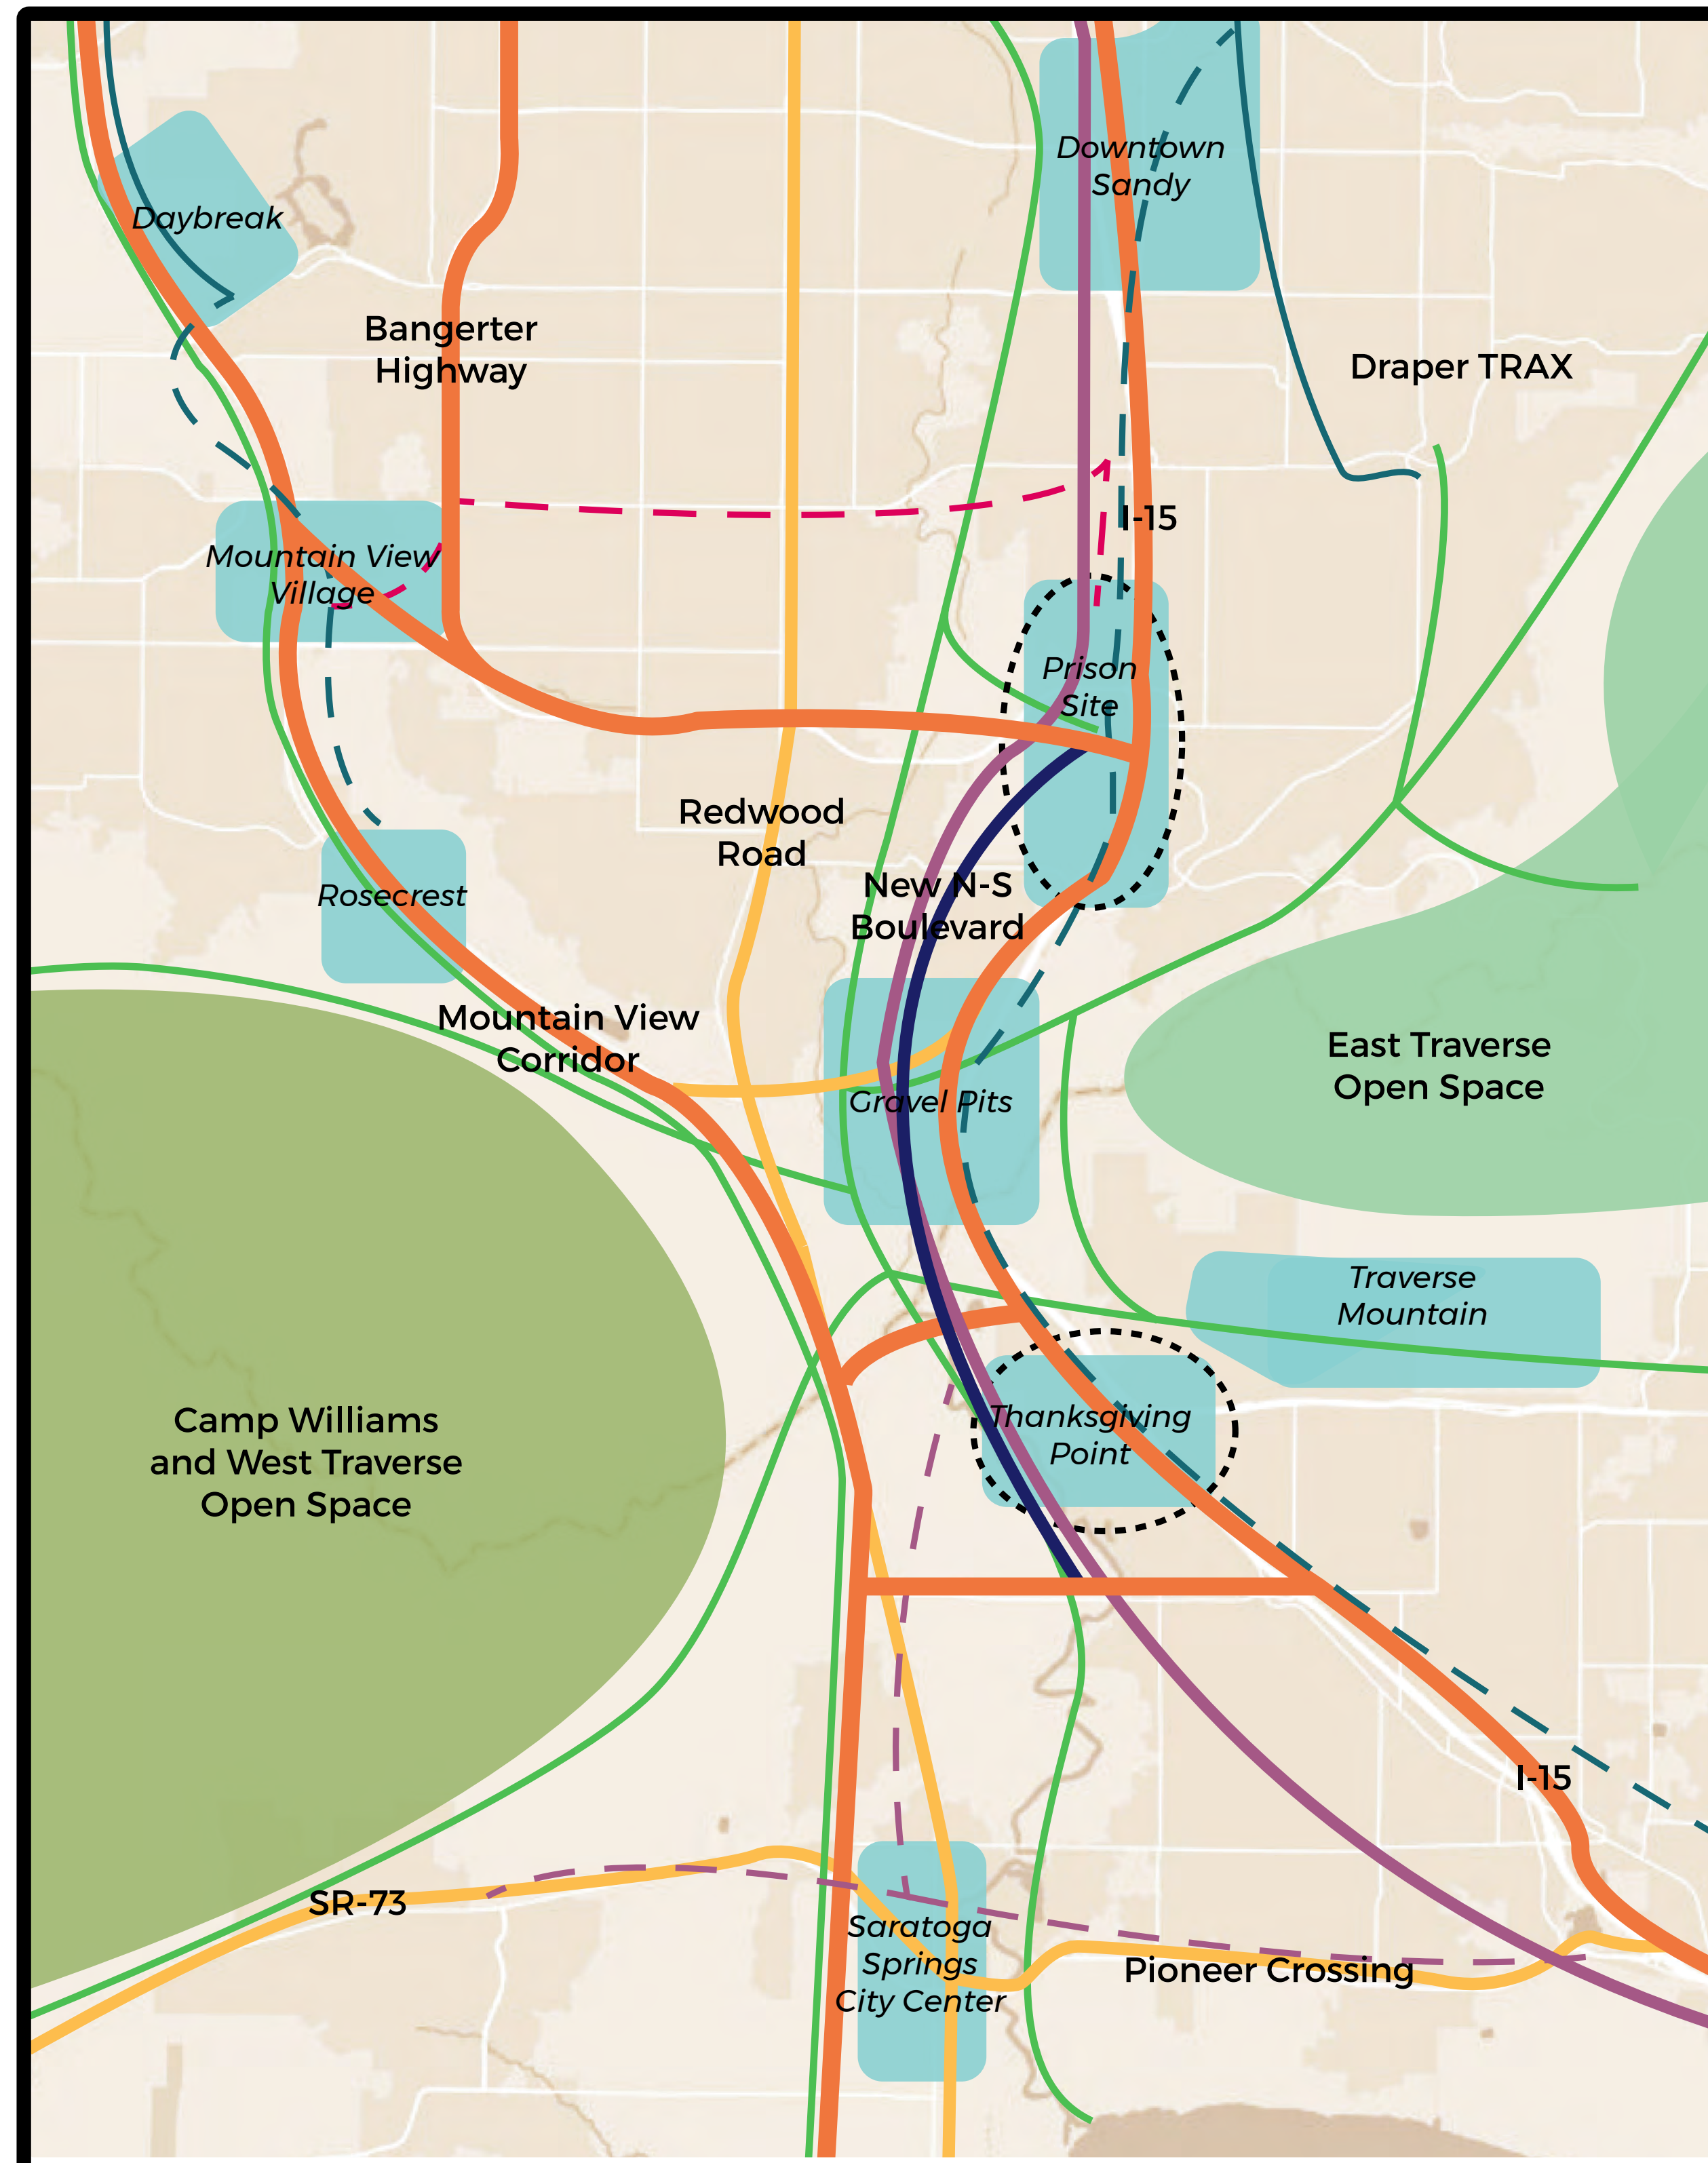 Downtown
Sandy
Daybreak
Bangerter
Highway
Draper TRAX
I-15
Mountain View
Village
Prison
Site
Redwood
Road
Rosecrest
New N-S
Boulevard
Mountain View
Corridor
East Traverse
Open Space
Gravel Pits
Traverse
Mountain
Camp Williams
and West Traverse
Open Space
Thanksgiving
Point
I-15
SR-73
Saratoga
Springs
City Center
Pioneer Crossing